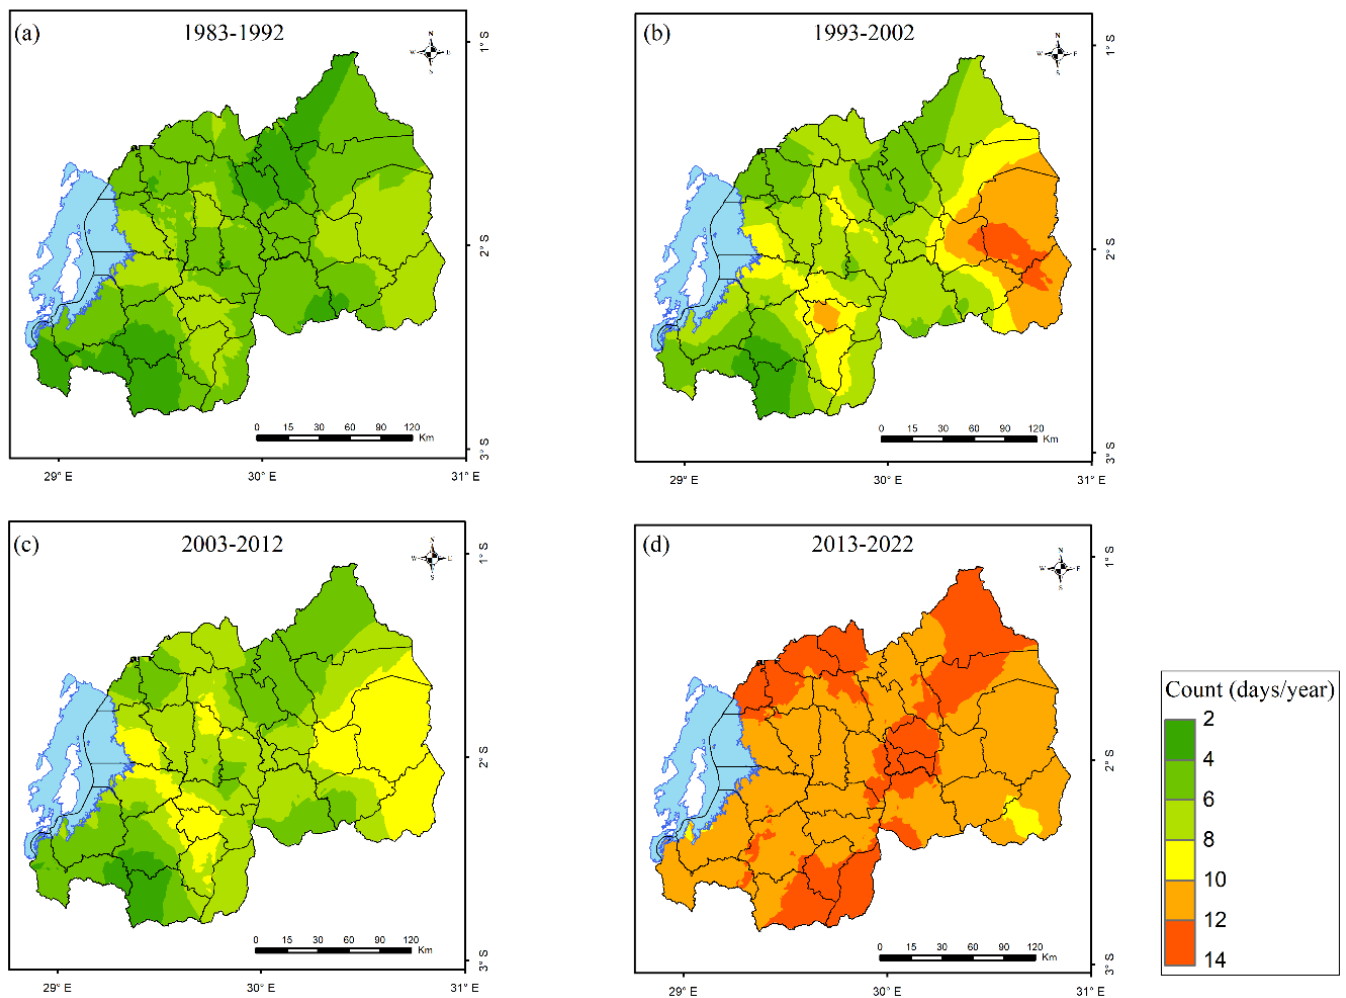 (a) 1983-1992
N
W E
S
1° S
2° S
3° S
0 15 30 60 90 120
Km
29° E 30° E 31° E
(b) 1993-2002
N
W E
S
1° S
2° S
3° S
0 15 30 60 90 120
Km
29° E 30° E 31° E
(c) 2003-2012
N
W E
S
1° S
2° S
3° S
0 15 30 60 90 120
Km
29° E 30° E 31° E
(d) 2013-2022
N
W E
S
1° S
2° S
3° S
0 15 30 60 90 120
Km
29° E 30° E 31° E
Count (days/year)
2
4
6
8
10
12
14